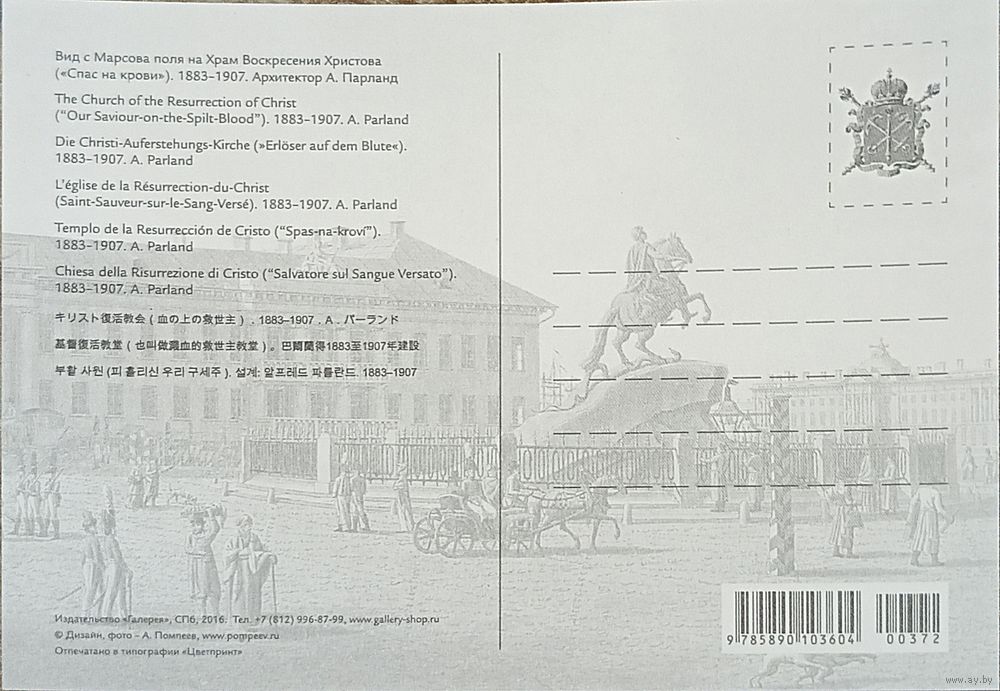 Вид с Марсова поля на Храм Воскресения Христова
(«Спас на крови»). 1883–1907. Архитектор А. Парланд
The Church of the Resurrection of Christ
(“Our Saviour-on-the-Spilt-Blood”). 1883–1907. A. Parland
Die Christi-Auferstehungs-Kirche (»Erlöser auf dem Blute«).
1883–1907. A. Parland
L’église de la Résurrection-du-Christ
(Saint-Sauveur-sur-le-Sang-Versé). 1883–1907. A. Parland
Templo de la Resurrección de Cristo (“Spas-na-kroví”).
1883–1907. A. Parland
Chiesa della Risurrezione di Cristo (“Salvatore sul Sangue Versato”).
1883–1907. A. Parland
キリスト復活教会 ( 血の上の救世主 ) . 1883–1907 . A . パーランド
基督復活教堂 ( 也叫做濺血的救世主教堂 ) 。巴爾蘭得1883至1907年建設
부활 사원 (피 흘리신 우리 구세주 ). 설계: 알프레드 파를란드. 1883–1907
Издательство «Галерея», СПб, 2016. Тел. +7 (812) 996-87-99, www.gallery-shop.ru
© Дизайн, фото – А. Помпеев, www.pompeev.ru
Отпечатано в типографии «Цветпринт»
9 785890 103604
00372
www.ay.by